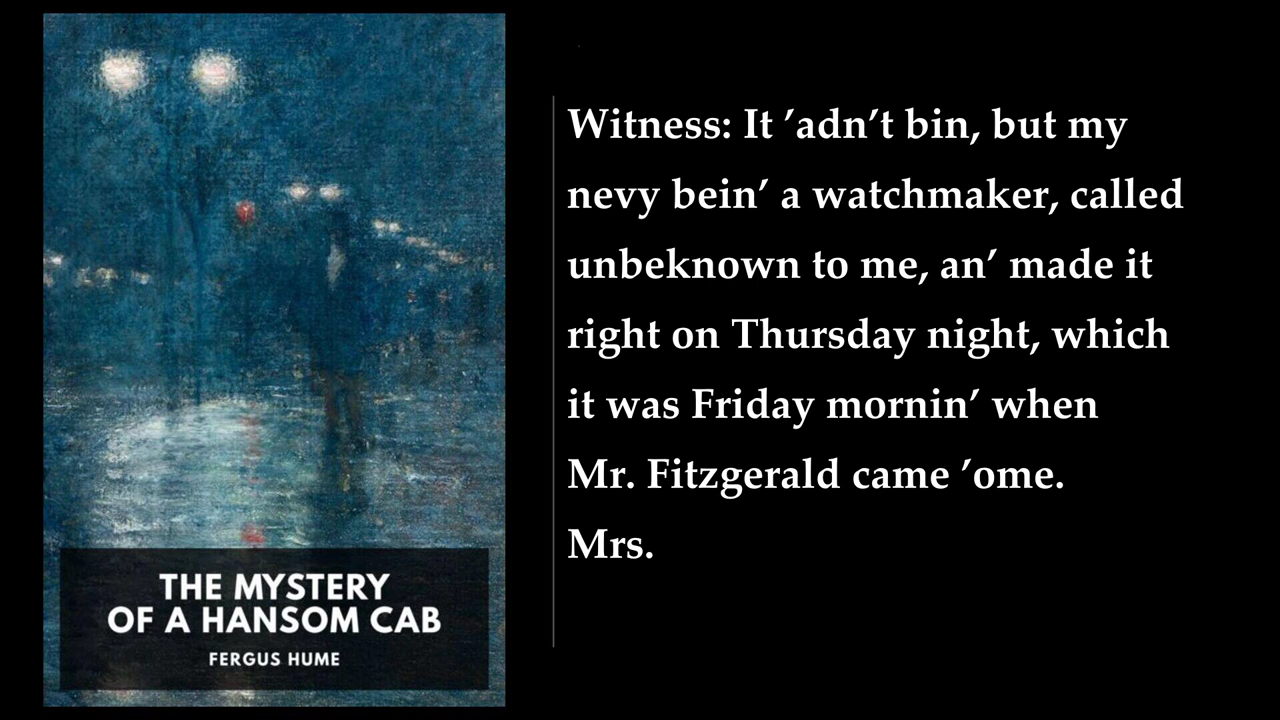 Witness: It ’adn’t bin, but my
nevy bein’ a watchmaker, called
unbeknown to me, an’ made it
right on Thursday night, which
it was Friday mornin’ when
Mr. Fitzgerald came ’ome.
Mrs.
THE MYSTERY
OF A HANSOM CAB
FERGUS HUME